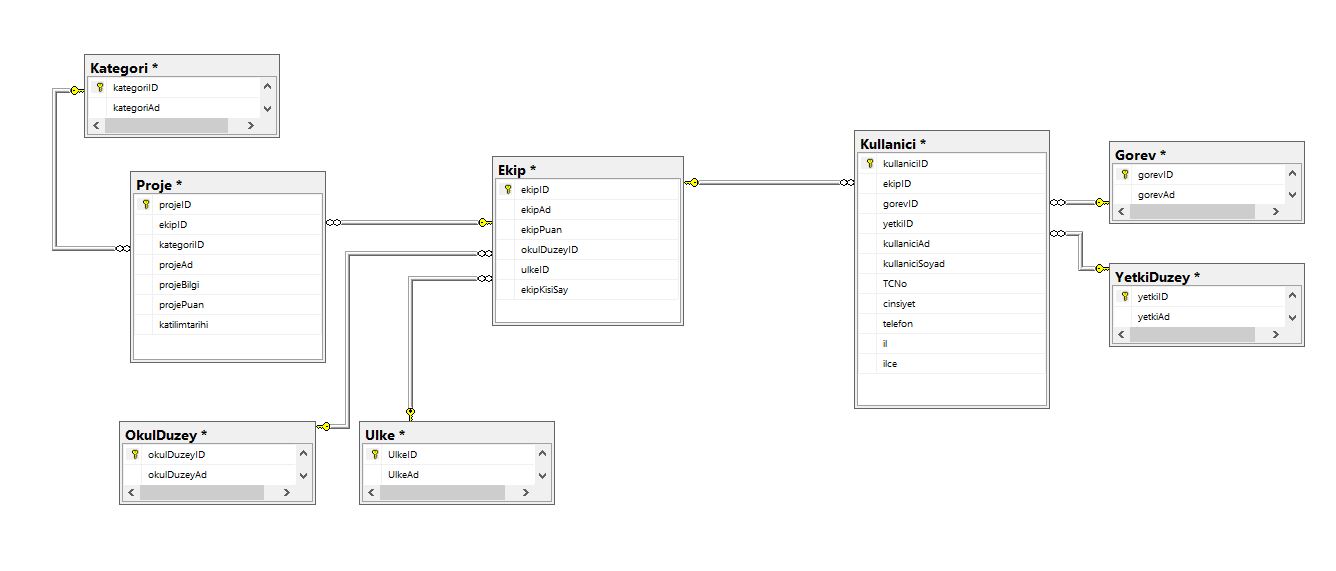 Kategori *
kategoriID
kategoriAd
Proje *
projeID
ekipID
kategoriID
projeAd
projeBilgi
projePuan
katilimtarihi
Ekip *
ekipID
ekipAd
ekipPuan
okulDuzeyID
ulkeID
ekipKisiSay
Kullanici *
kullaniciID
ekipID
gorevID
yetkiID
kullaniciAd
kullaniciSoyad
TCNo
cinsiyet
telefon
il
ilce
Gorev *
gorevID
gorevAd
YetkiDuzey *
yetkiID
yetkiAd
OkulDuzey *
okulDuzeyID
okulDuzeyAd
Ulke *
UlkeID
UlkeAd